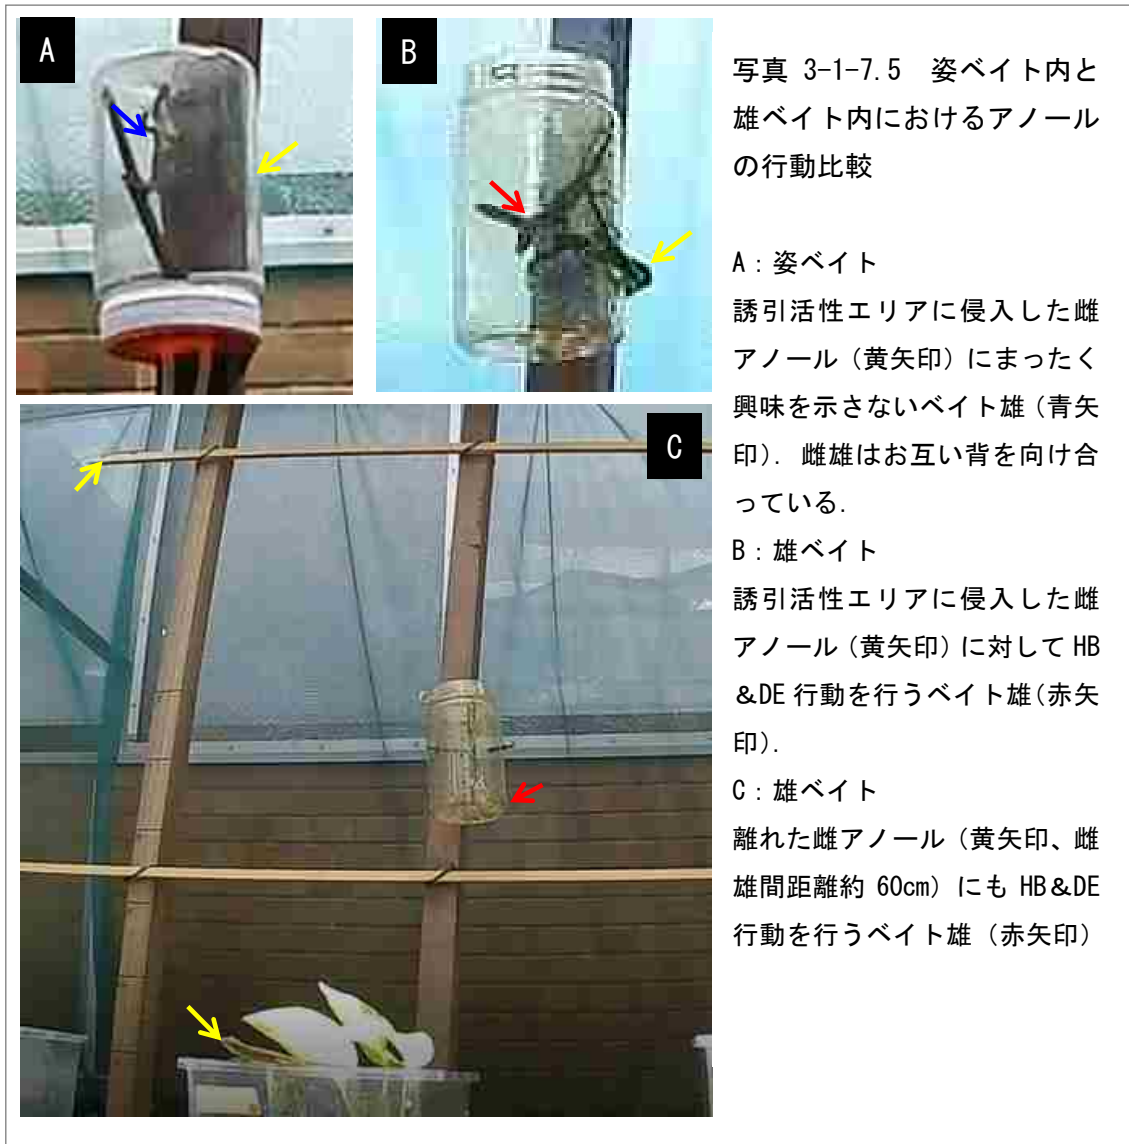 A
B
写真 3-1-7.5 姿ベイト内と
雄ベイト内におけるアノール
の行動比較
A：姿ベイト
誘引活性エリアに侵入した雌
アノール（黄矢印）にまったく
興味を示さないベイト雄（青矢
印）．雌雄はお互い背を向け合
っている．
B：雄ベイト
誘引活性エリアに侵入した雌
アノール（黄矢印）に対して HB
＆DE 行動を行うベイト雄（赤矢
印）．
C：雄ベイト
離れた雌アノール（黄矢印、雌
雄間距離約 60cm）にも HB＆DE
行動を行うベイト雄（赤矢印）
C